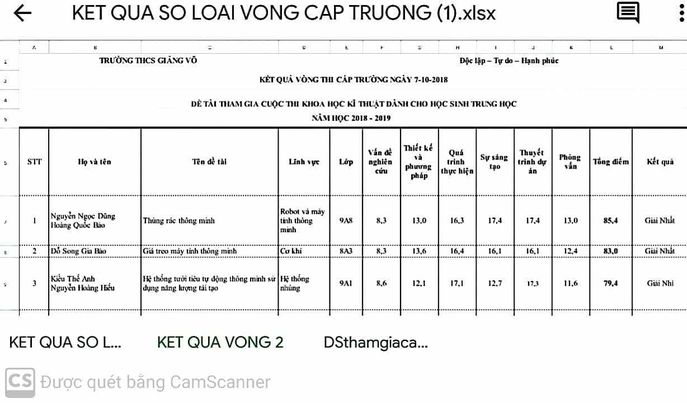 KET QUA SO LOAI VONG CAP TRUONG (1).xlsx
A B C D E F G H I J K L M
TRƯỜNG THCS GIẢNG VÕ Độc lập - Tự do - Hạnh phúc
KẾT QUẢ VÒNG THI CẤP TRƯỜNG NGÀY 7-10-2018
ĐỀ TÀI THAM GIA CUỘC THI KHOA HỌC KĨ THUẬT DÀNH CHO HỌC SINH TRUNG HỌC
NĂM HỌC 2018 - 2019
STT Họ và tên Tên đề tài Lĩnh vực Lớp Vấn đề nghiên cứu Thiết kế và phương pháp Quá trình thực hiện Sự sáng tạo Thuyết trình dự án Phỏng vấn Tổng điểm Kết quả
1 Nguyễn Ngọc Dũng Hoàng Quốc Bảo Thùng rác thông minh Robot và máy tính thông minh 9A8 8,3 13,0 16,3 17,4 17,4 13,0 85,4 Giải Nhất
2 Đỗ Song Gia Bảo Giá treo máy tính thông minh Cơ khí 8A3 8,3 13,6 16,4 16,1 16,1 12,4 83,0 Giải Nhất
3 Kiều Thế Anh Nguyễn Hoàng Hiếu Hệ thống tưới tiêu tự động thông minh sử dụng năng lượng tái tạo Hệ thống nhúng 9A1 8,6 12,1 17,1 12,7 17,3 11,6 79,4 Giải Nhì
KET QUA SO L... KET QUA VONG 2 DSthamgiaca...
CS Được quét bằng CamScanner